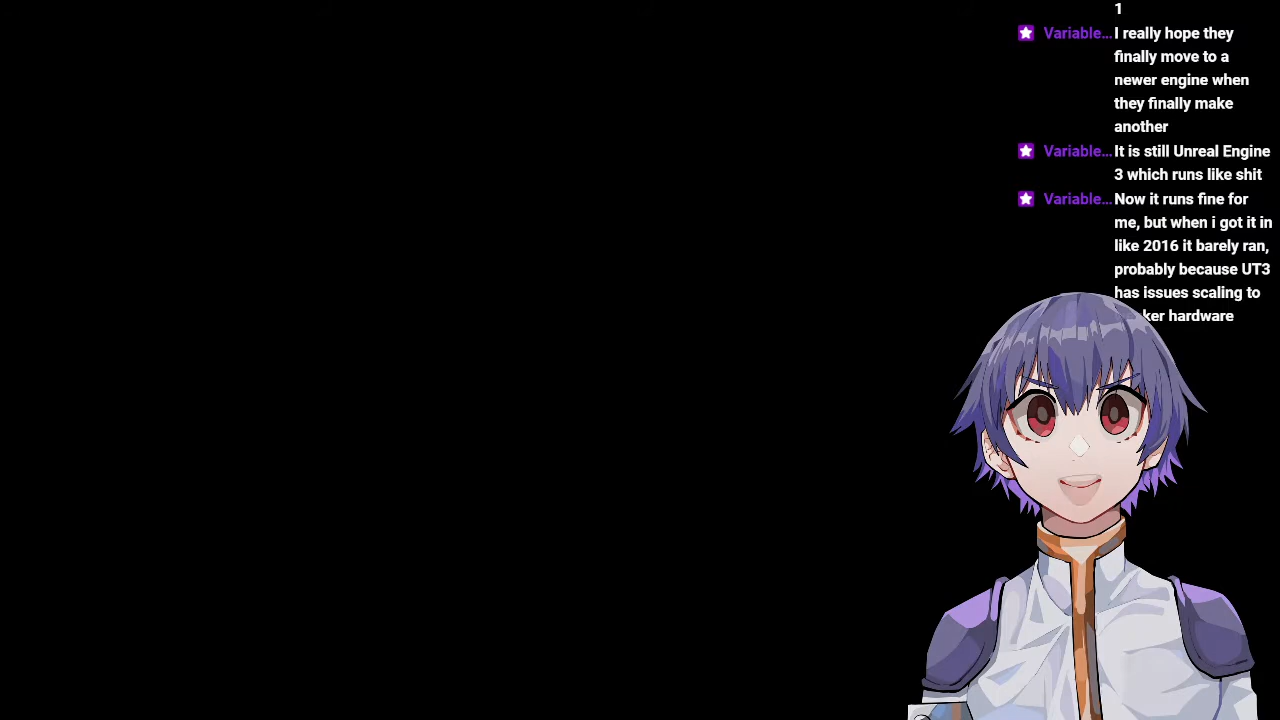 1
Variable... I really hope they
finally move to a
newer engine when
they finally make
another
Variable... It is still Unreal Engine
3 which runs like shit
Variable... Now it runs fine for
me, but when i got it in
like 2016 it barely ran,
probably because UT3
has issues scaling to
ker hardware